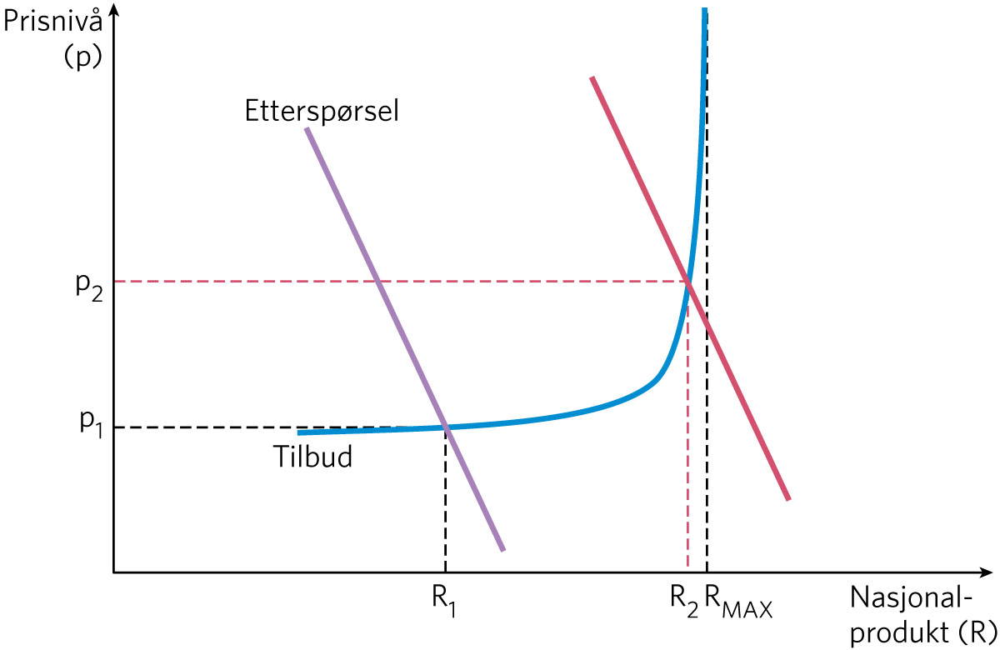 Prisnivå
(p)
Etterspørsel
p2
p1
Tilbud
R1
R2 RMAX
Nasjonal-
produkt (R)